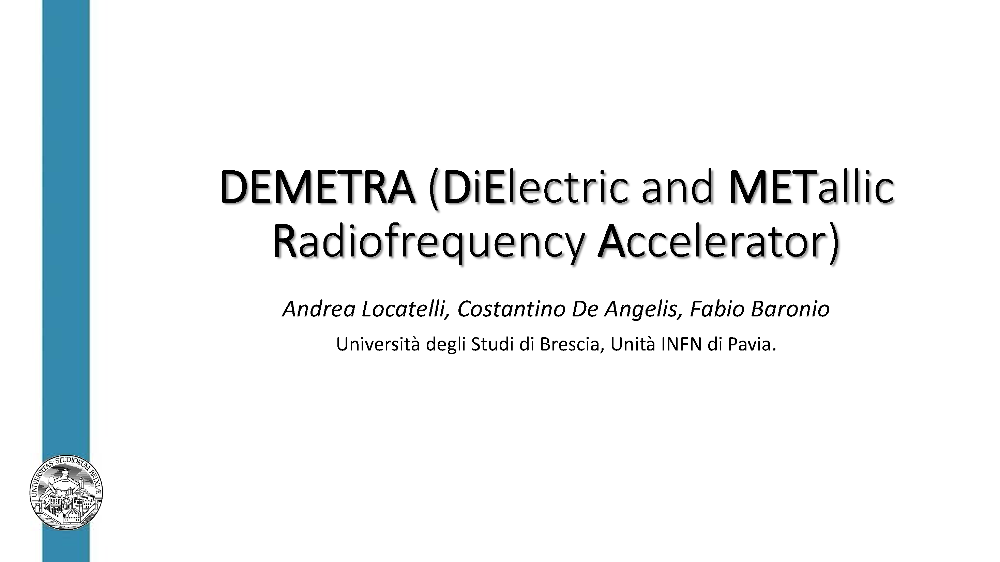 DEMETRA (DiElectric and METallic
Radiofrequency Accelerator)
Andrea Locatelli, Costantino De Angelis, Fabio Baronio
Università degli Studi di Brescia, Unità INFN di Pavia.
UNIVERSITAS·STUDIORUM·BRIXIÆ